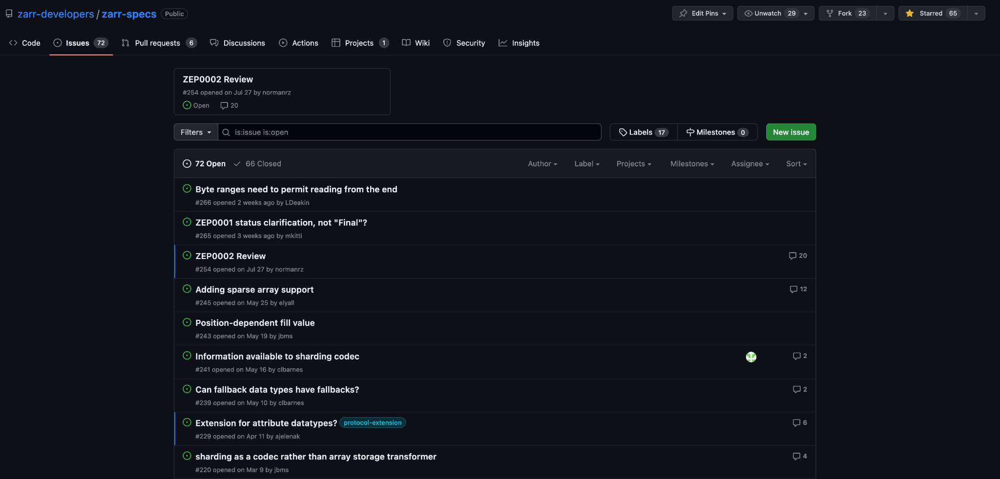 zarr-developers / zarr-specs Public
Edit Pins Unwatch 29 Fork 23 Starred 65
Code Issues 72 Pull requests 6 Discussions Actions Projects 1 Wiki Security Insights
ZEP0002 Review
#254 opened on Jul 27 by normanrz
Open 20
Filters is:issue is:open Labels 17 Milestones 0 New issue
72 Open 66 Closed Author Label Projects Milestones Assignee Sort
Byte ranges need to permit reading from the end
#266 opened 2 weeks ago by LDeakin
ZEP0001 status clarification, not "Final"?
#265 opened 3 weeks ago by mkitti
ZEP0002 Review 20
#254 opened on Jul 27 by normanrz
Adding sparse array support 12
#245 opened on May 25 by elyall
Position-dependent fill value
#243 opened on May 19 by jbms
Information available to sharding codec 2
#241 opened on May 16 by clbarnes
Can fallback data types have fallbacks? 2
#239 opened on May 10 by clbarnes
Extension for attribute datatypes? protocol-extension 6
#229 opened on Apr 11 by ajelenak
sharding as a codec rather than array storage transformer 4
#220 opened on Mar 9 by jbms